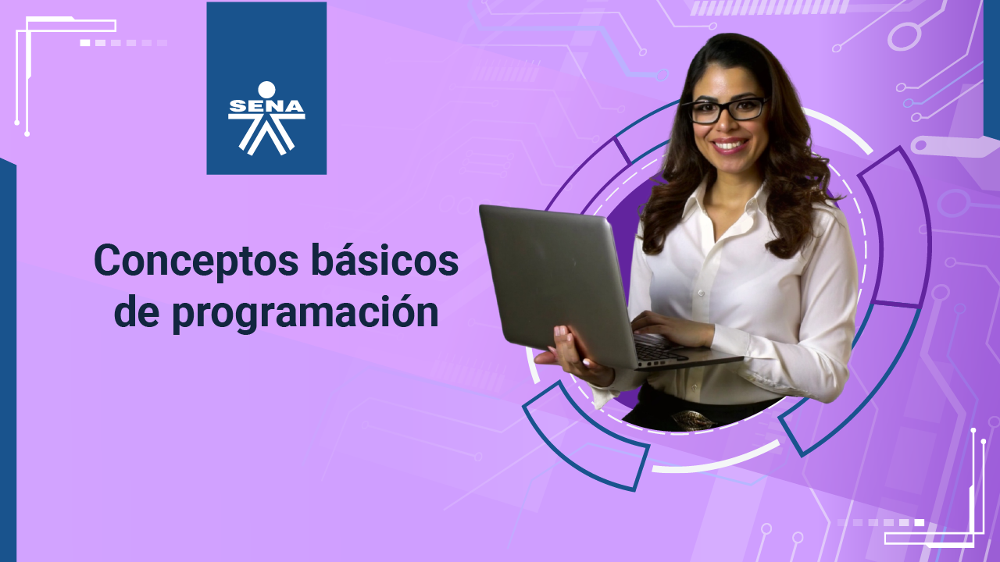 SENA
Conceptos básicos
de programación